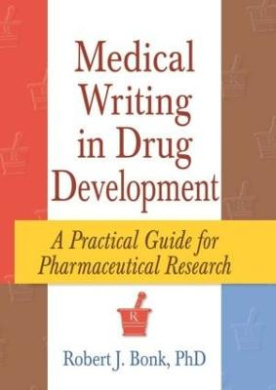 Medical
Writing
in Drug
Development
A Practical Guide for
Pharmaceutical Research
R
Robert J. Bonk, PhD